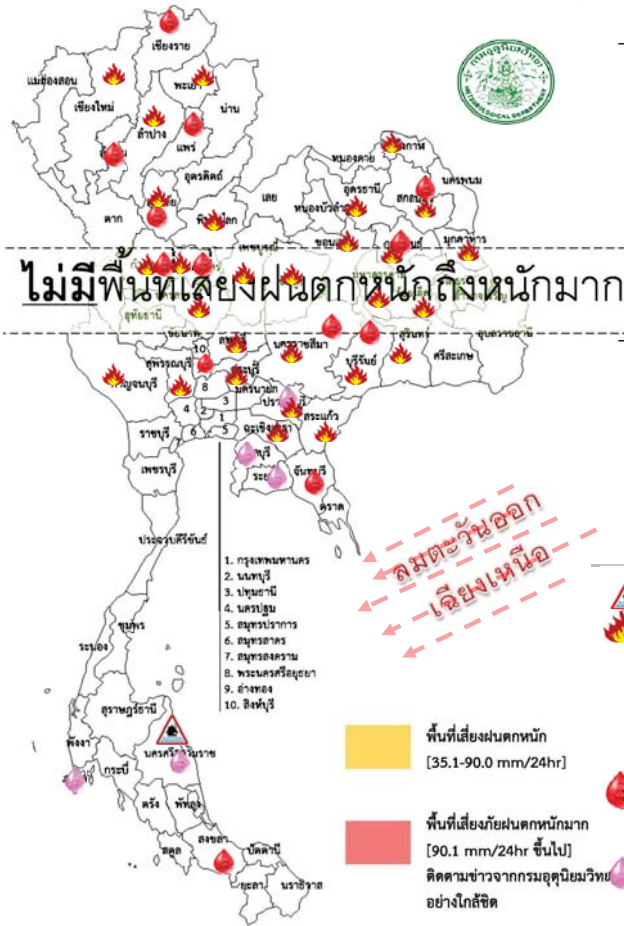 เชียงราย
แม่ฮ่องสอน
พะเยา
เชียงใหม่
น่าน
ลำปาง
แพร่
อุตรดิตถ์
ตาก
เลย
หนองคาย
อุดรธานี
นครพนม
ขอนแก่น
มุกดาหาร
เพชรบูรณ์
ไม่มีพื้นที่เสี่ยงฝนตกหนักถึงหนักมาก
อุทัยธานี
ชัยนาท
อุบลราชธานี
สุรินทร์
ศรีสะเกษ
นครราชสีมา
บุรีรัมย์
10
สุพรรณบุรี
สระบุรี
กาญจนบุรี
8
นครนายก
4
3
2
1
สระแก้ว
ราชบุรี
6
5
ฉะเชิงเทรา
เพชรบุรี
จันทบุรี
ตราด
ประจวบคีรีขันธ์
ลมตะวันออก
เฉียงเหนือ
1. กรุงเทพมหานคร
2. นนทบุรี
3. ปทุมธานี
4. นครปฐม
5. สมุทรปราการ
6. สมุทรสาคร
7. สมุทรสงคราม
8. พระนครศรีอยุธยา
9. อ่างทอง
10. สิงห์บุรี
ชุมพร
ระนอง
สุราษฎร์ธานี
พังงา
นครศรีธรรมราช
กระบี่
ตรัง
พัทลุง
สงขลา
สตูล
ปัตตานี
ยะลา
นราธิวาส
พื้นที่เสี่ยงฝนตกหนัก
[35.1-90.0 mm/24hr]
พื้นที่เสี่ยงภัยฝนตกหนักมาก
[90.1 mm/24hr ขึ้นไป]
ติดตามข่าวจากกรมอุตุนิยมวิทย
อย่างใกล้ชิด